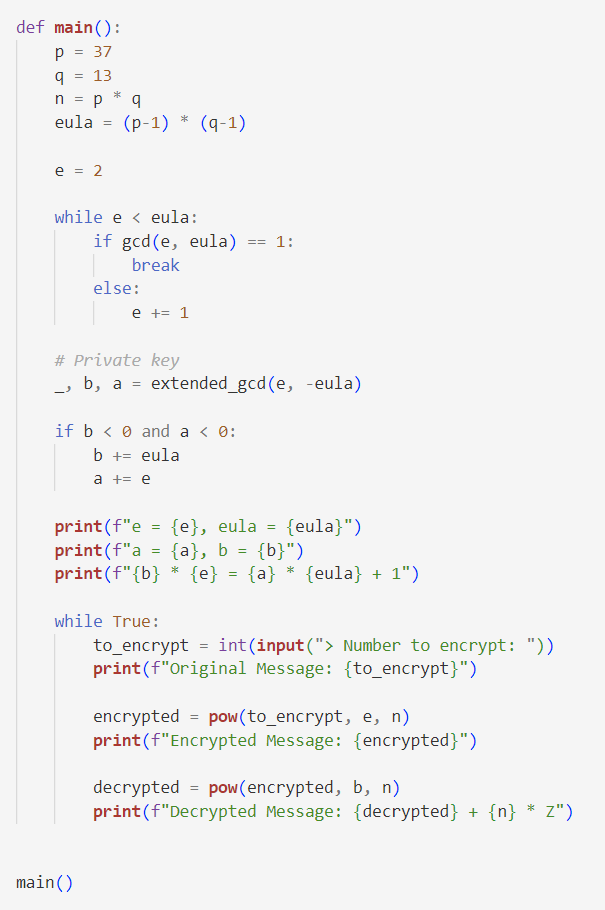 def main():
    p = 37
    q = 13
    n = p * q
    eula = (p-1) * (q-1)

    e = 2

    while e < eula:
        if gcd(e, eula) == 1:
            break
        else:
            e += 1

    # Private key
    _, b, a = extended_gcd(e, -eula)

    if b < 0 and a < 0:
        b += eula
        a += e

    print(f"e = {e}, eula = {eula}")
    print(f"a = {a}, b = {b}")
    print(f"{b} * {e} = {a} * {eula} + 1")

    while True:
        to_encrypt = int(input("> Number to encrypt: "))
        print(f"Original Message: {to_encrypt}")

        encrypted = pow(to_encrypt, e, n)
        print(f"Encrypted Message: {encrypted}")

        decrypted = pow(encrypted, b, n)
        print(f"Decrypted Message: {decrypted} + {n} * Z")


main()